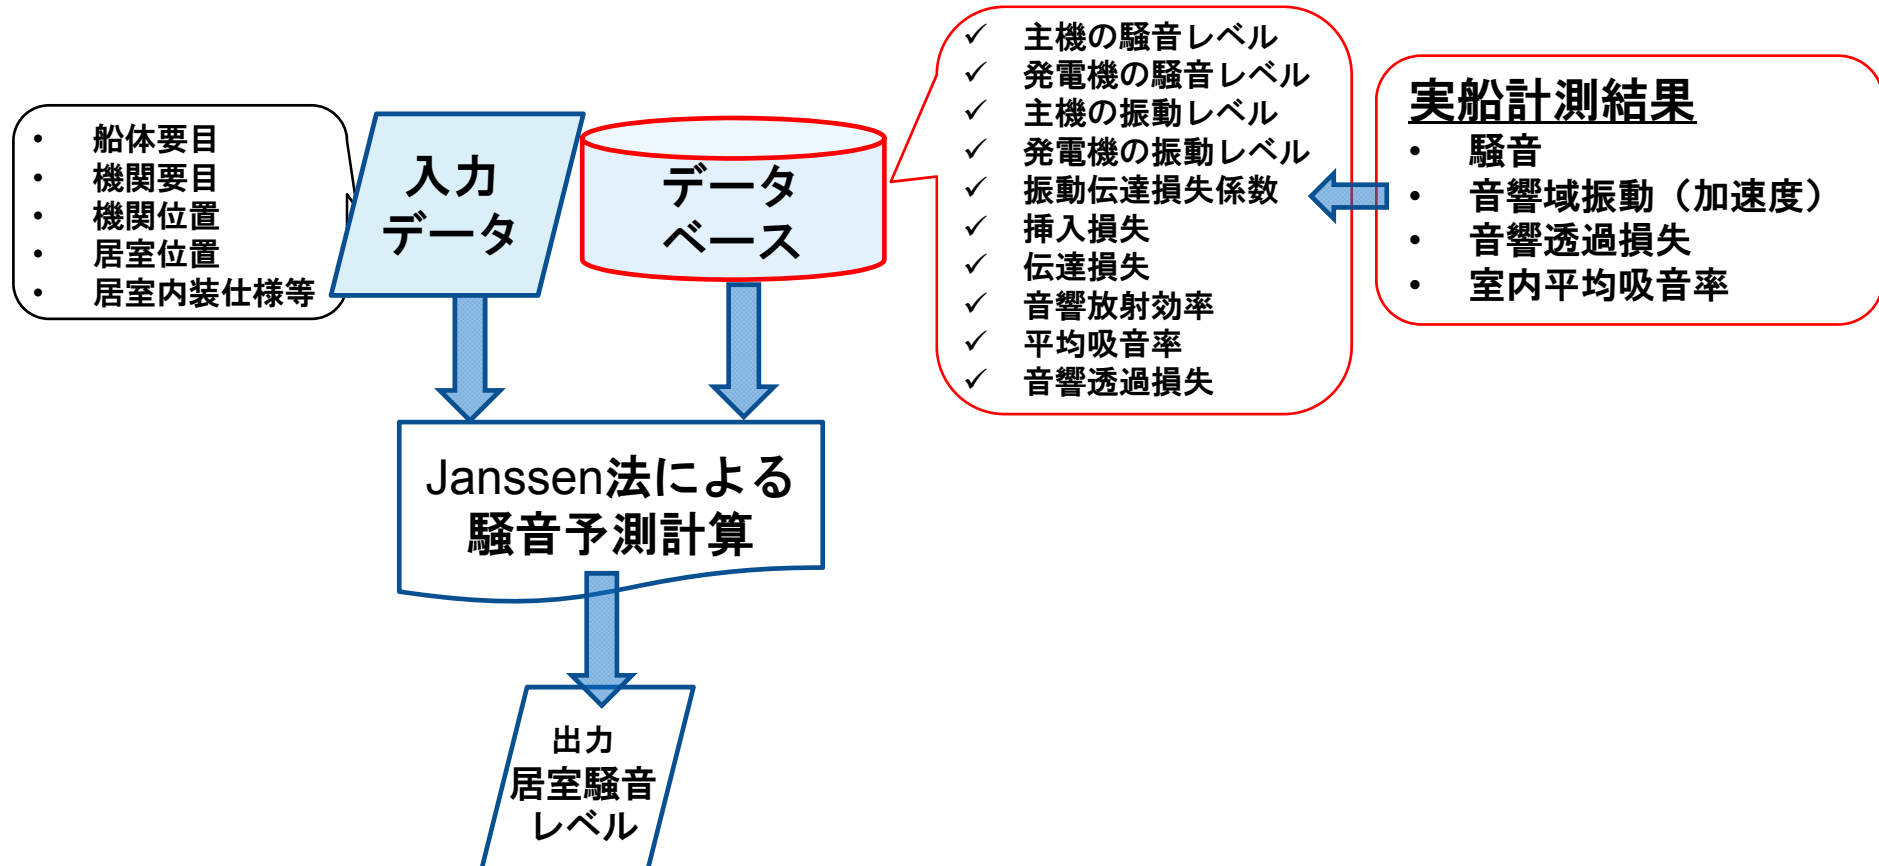 • 船体要目
• 機関要目
• 機関位置
• 居室位置
• 居室内装仕様等
入力
データ
データ
ベース
✓ 主機の騒音レベル
✓ 発電機の騒音レベル
✓ 主機の振動レベル
✓ 発電機の振動レベル
✓ 振動伝達損失係数
✓ 挿入損失
✓ 伝達損失
✓ 音響放射効率
✓ 平均吸音率
✓ 音響透過損失
実船計測結果
• 騒音
• 音響域振動（加速度）
• 音響透過損失
• 室内平均吸音率
Janssen法による
騒音予測計算
出力
居室騒音
レベル